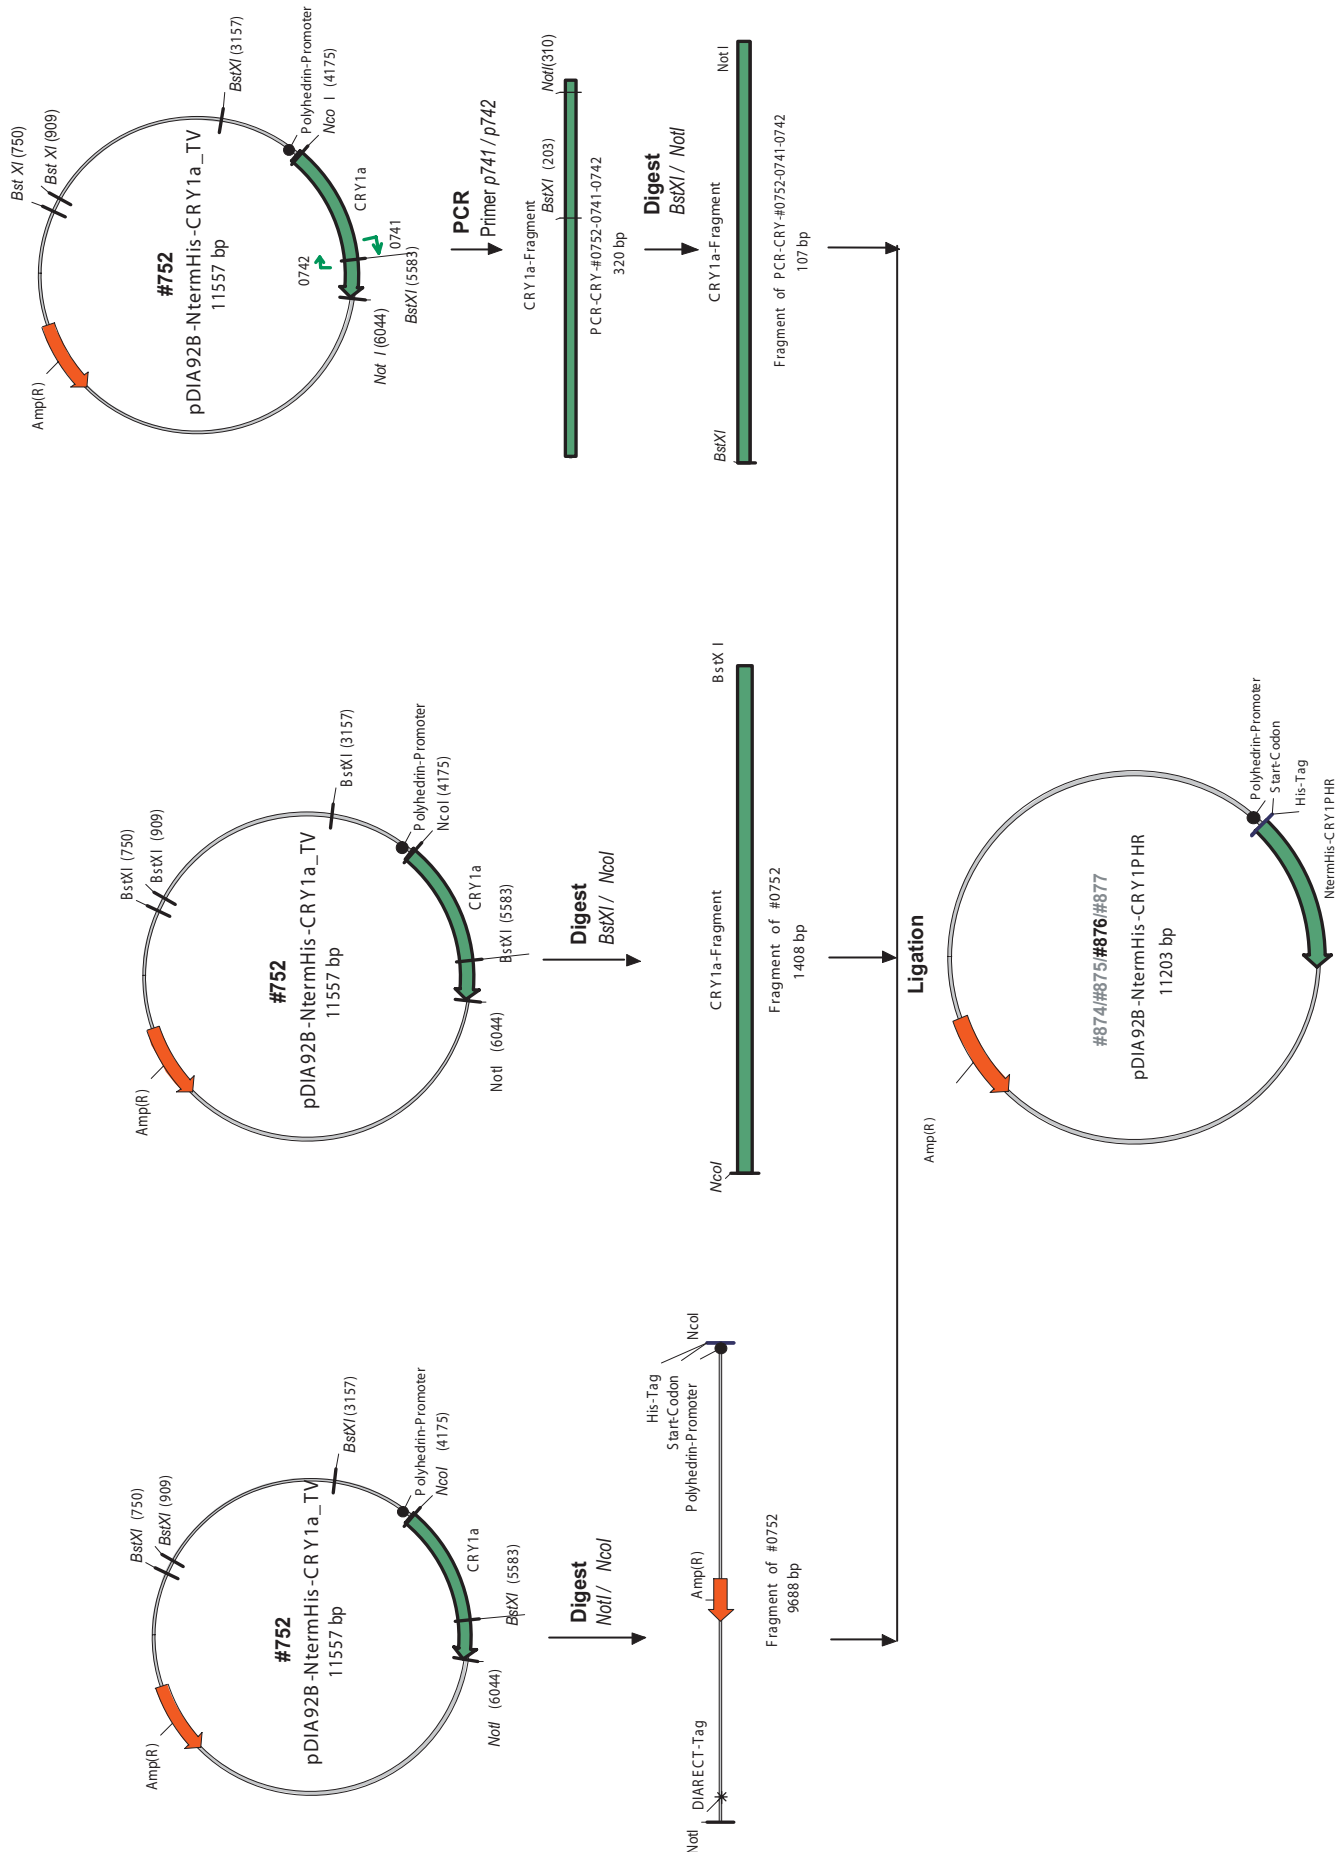 Bst XI (750)
Bst XI (909)
BstXI (3157)
Polyhedrin-Promoter
Nco I (4175)
CRY1a
0741
0742
BstXI (5583)
Not I (6044)
Amp(R)
#752
pDIA92B-NtermHis-CRY1a_TV
11557 bp
PCR
Primer p741/p742
CRY1a-Fragment
BstXI (203)
NotI(310)
PCR-CRY-#0752-0741-0742
320 bp
Digest
BstXI/ NotI
BstXI
CRY1a-Fragment
NotI
Fragment of PCR-CRY-#0752-0741-0742
107 bp
BstXI (750)
BstXI (909)
BstXI (3157)
Polyhedrin-Promoter
NcoI (4175)
CRY1a
BstXI (5583)
NotI (6044)
Amp(R)
#752
pDIA92B-NtermHis-CRY1a_TV
11557 bp
Digest
BstXI/ NcoI
NcoI
CRY1a-Fragment
BstX I
Fragment of #0752
1408 bp
BstXI (750)
BstXI (909)
BstXI(3157)
Polyhedrin-Promoter
NcoI (4175)
CRY1a
BstXI (5583)
NotI (6044)
Amp(R)
#752
pDIA92B-NtermHis-CRY1a_TV
11557 bp
Digest
NotI/ NcoI
NotI
DIARECT-Tag
Amp(R)
Polyhedrin-Promoter
Start-Codon
His-Tag
NcoI
Fragment of #0752
9688 bp
Ligation
Amp(R)
#874/#875/#876/#877
pDIA92B-NtermHis-CRY1PHR
11203 bp
Polyhedrin-Promoter
Start-Codon
His-Tag
NtermHis-CRY1PHR